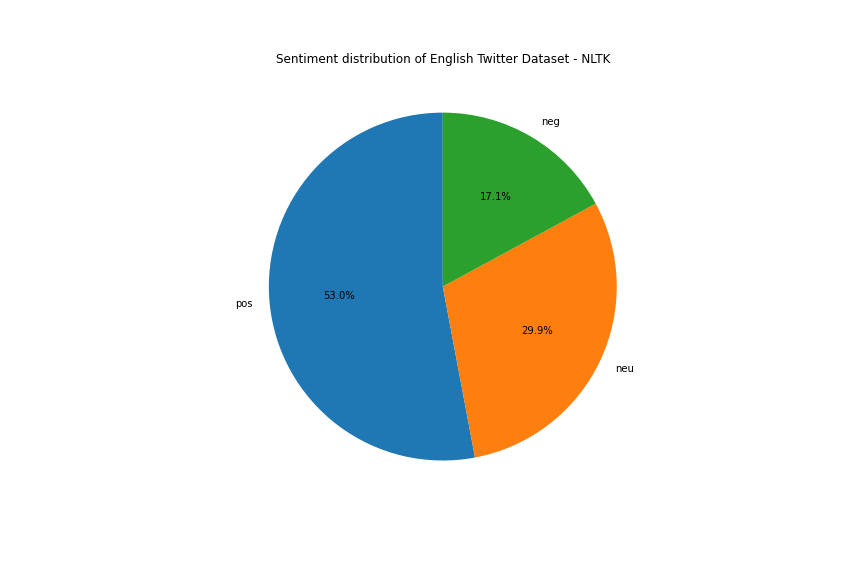 Sentiment distribution of English Twitter Dataset - NLTK
neg
17.1%
53.0%
pos
29.9%
neu